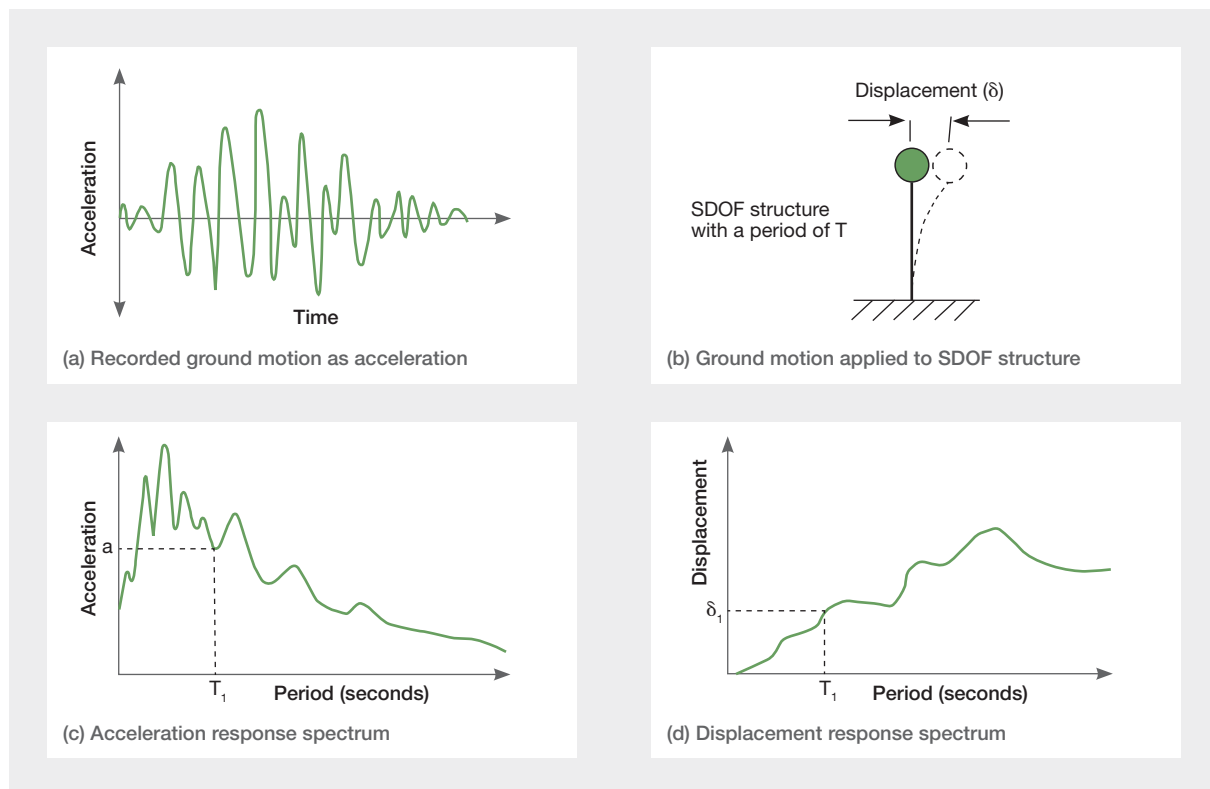 Acceleration
Time
(a) Recorded ground motion as acceleration
Displacement (δ)
SDOF structure
with a period of T
(b) Ground motion applied to SDOF structure
Acceleration
a
T₁
Period (seconds)
(c) Acceleration response spectrum
Displacement
δ₁
T₁
Period (seconds)
(d) Displacement response spectrum